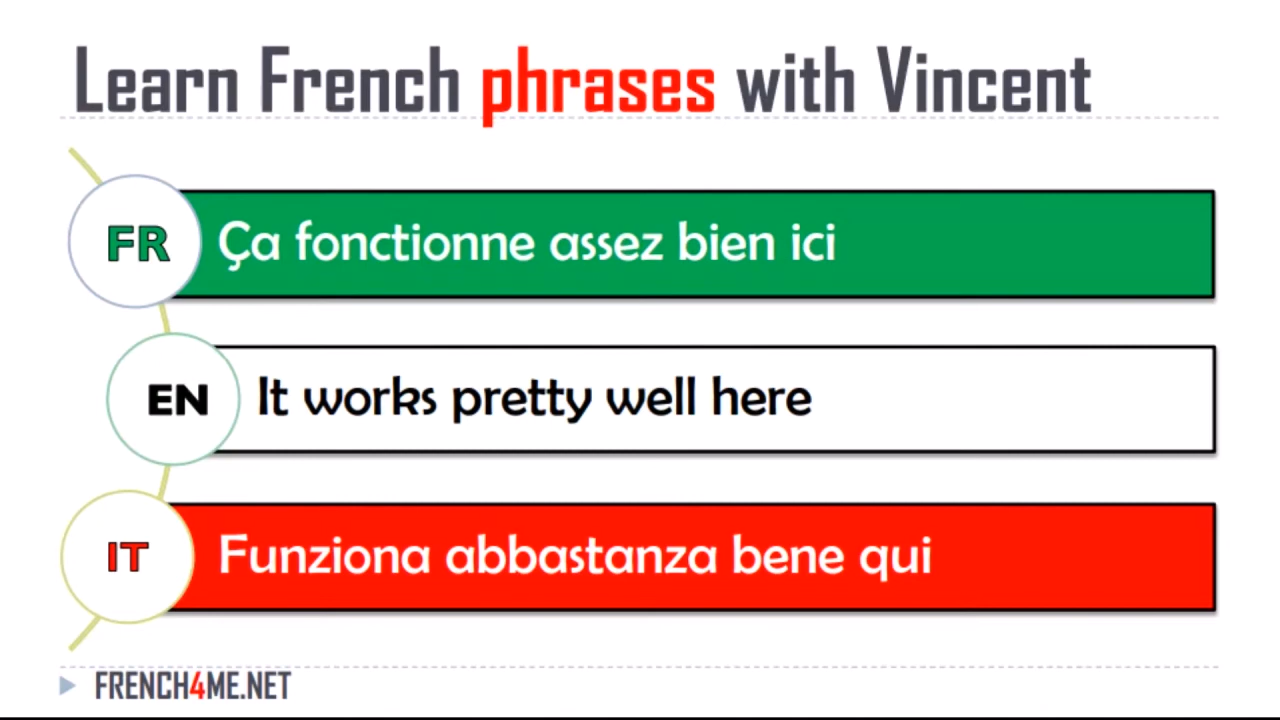 Learn French phrases with Vincent
FR
Ça fonctionne assez bien ici
EN
It works pretty well here
IT
Funziona abbastanza bene qui
FRENCH4ME.NET